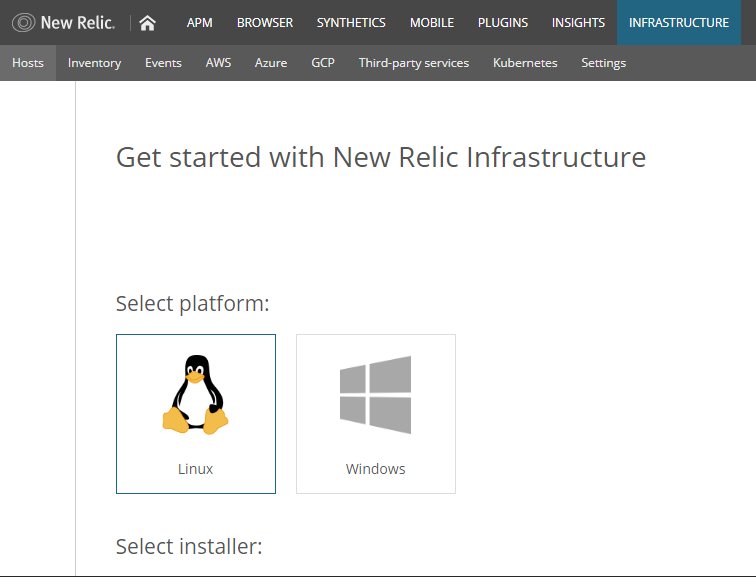 New Relic. APM BROWSER SYNTHETICS MOBILE PLUGINS INSIGHTS INFRASTRUCTURE
Hosts Inventory Events AWS Azure GCP Third-party services Kubernetes Settings
Get started with New Relic Infrastructure
Select platform:
Linux Windows
Select installer: